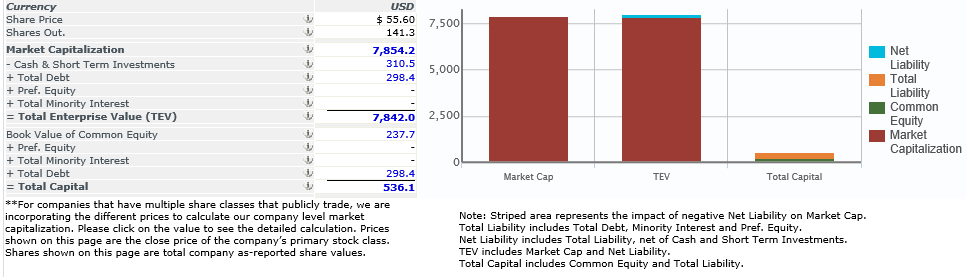 Currency USD
Share Price $ 55.60
Shares Out. 141.3
Market Capitalization 7,854.2
- Cash & Short Term Investments 310.5
+ Total Debt 298.4
+ Pref. Equity -
+ Total Minority Interest -
= Total Enterprise Value (TEV) 7,842.0
Book Value of Common Equity 237.7
+ Pref. Equity -
+ Total Minority Interest -
+ Total Debt 298.4
= Total Capital 536.1
**For companies that have multiple share classes that publicly trade, we are
incorporating the different prices to calculate our company level market
capitalization. Please click on the value to see the detailed calculation. Prices
shown on this page are the close price of the company's primary stock class.
Shares shown on this page are total company as-reported share values.
7,500
5,000
2,500
0
Market Cap TEV Total Capital
Net
Liability
Total
Liability
Common
Equity
Market
Capitalization
Note: Striped area represents the impact of negative Net Liability on Market Cap.
Total Liability includes Total Debt, Minority Interest and Pref. Equity.
Net Liability includes Total Liability, net of Cash and Short Term Investments.
TEV includes Market Cap and Net Liability.
Total Capital includes Common Equity and Total Liability.